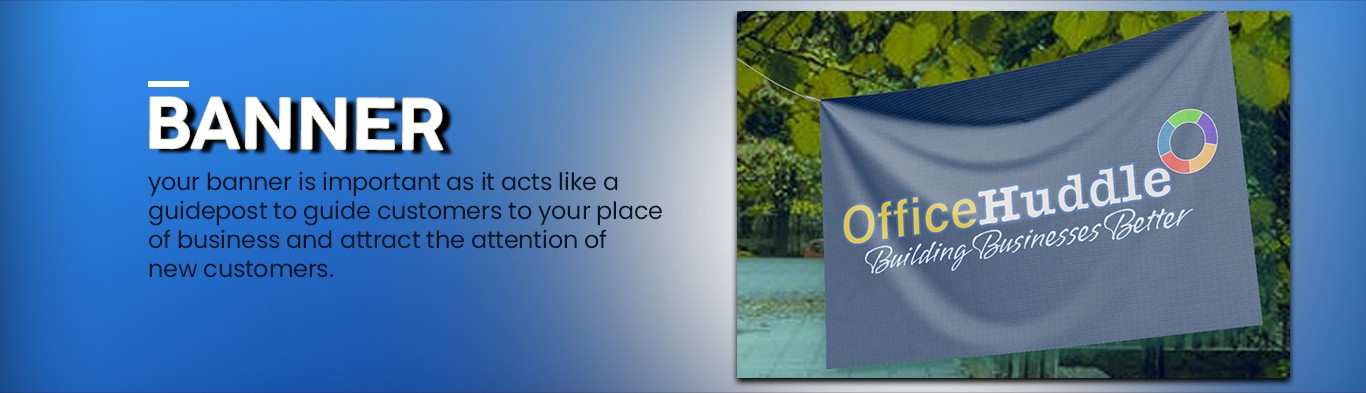 BANNER
your banner is important as it acts like a
guidepost to guide customers to your place
of business and attract the attention of
new customers.
OfficeHuddle
Building Businesses Better